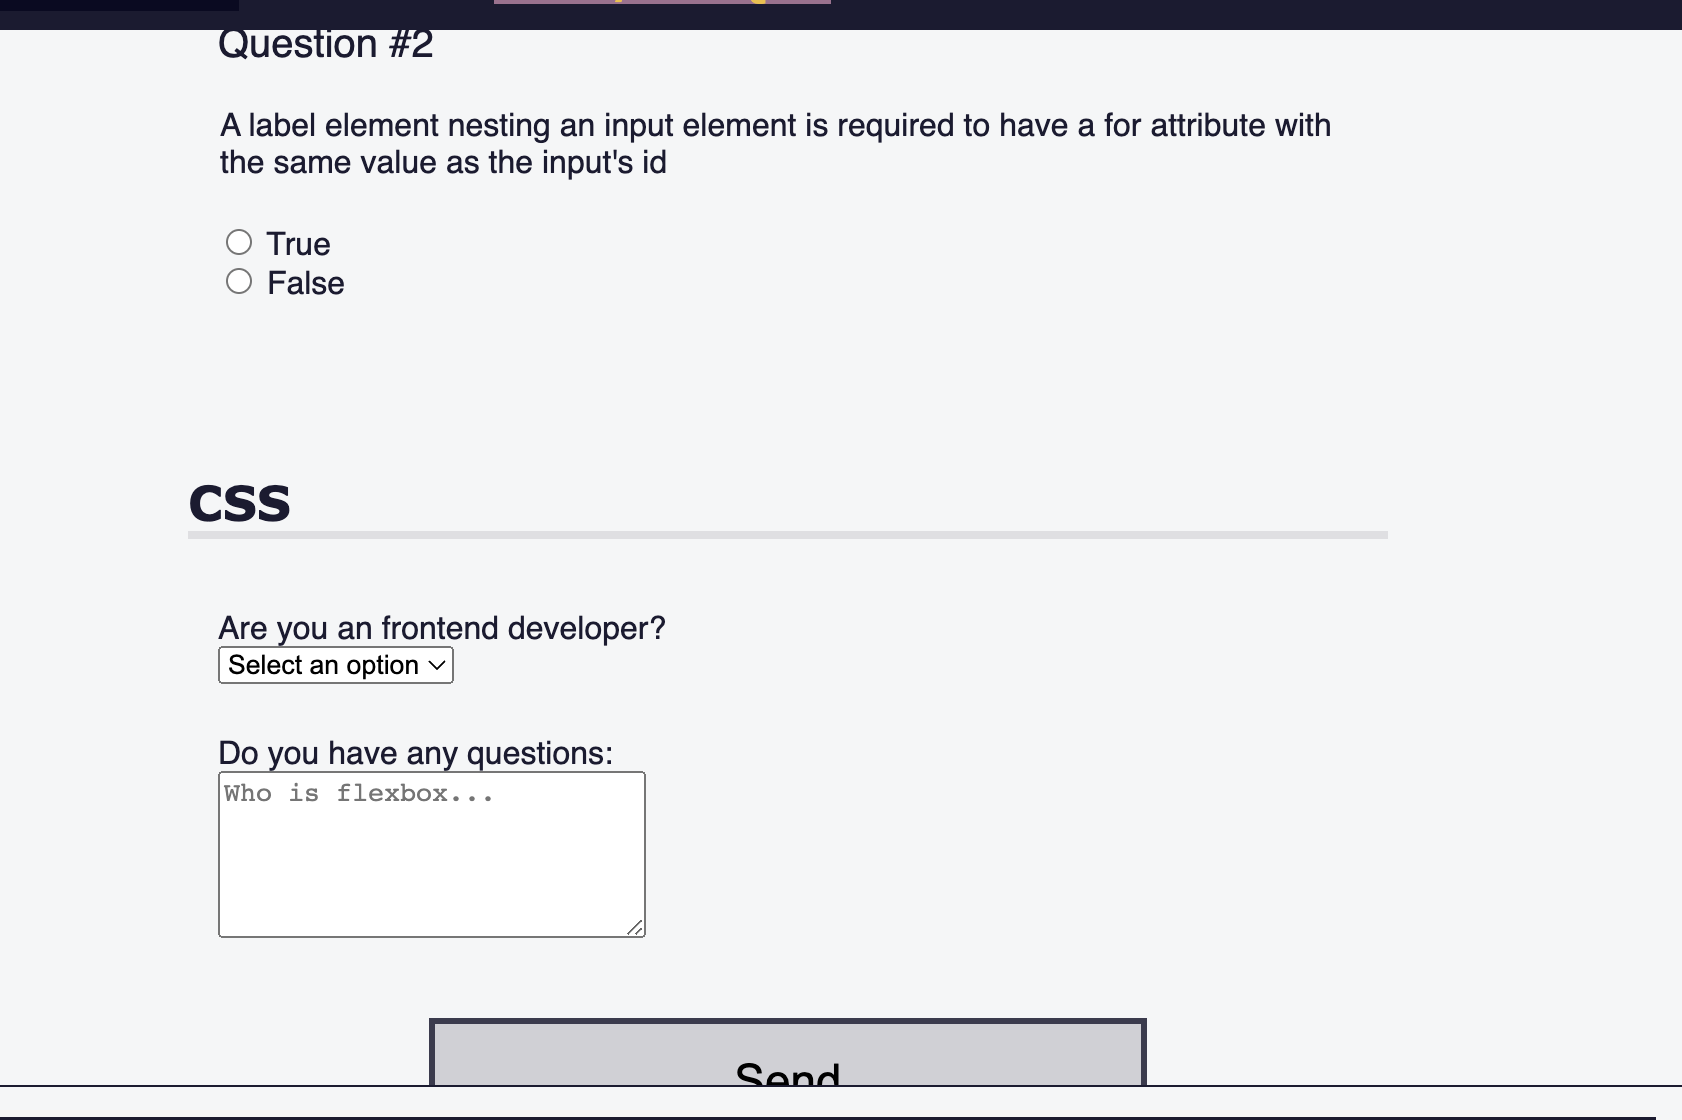 Question #2
A label element nesting an input element is required to have a for attribute with
the same value as the input's id
True
False
CSS
Are you an frontend developer?
Select an option
Do you have any questions:
Who is flexbox...
Send